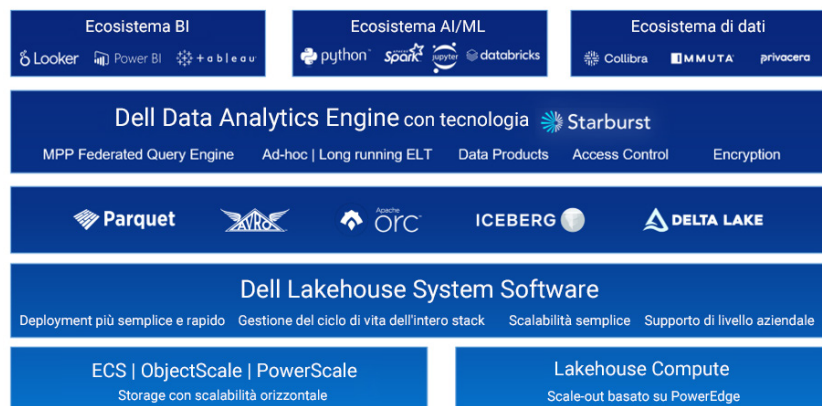 Ecosistema BI
Looker Power BI +ableau
Ecosistema AI/ML
python Apache Spark jupyter databricks
Ecosistema di dati
Collibra IMMUTA privacera
Dell Data Analytics Engine con tecnologia Starburst
MPP Federated Query Engine Ad-hoc | Long running ELT Data Products Access Control Encryption
Parquet AVRO Apache orc ICEBERG DELTA LAKE
Dell Lakehouse System Software
Deployment più semplice e rapido Gestione del ciclo di vita dell'intero stack Scalabilità semplice Supporto di livello aziendale
ECS | ObjectScale | PowerScale
Storage con scalabilità orizzontale
Lakehouse Compute
Scale-out basato su PowerEdge